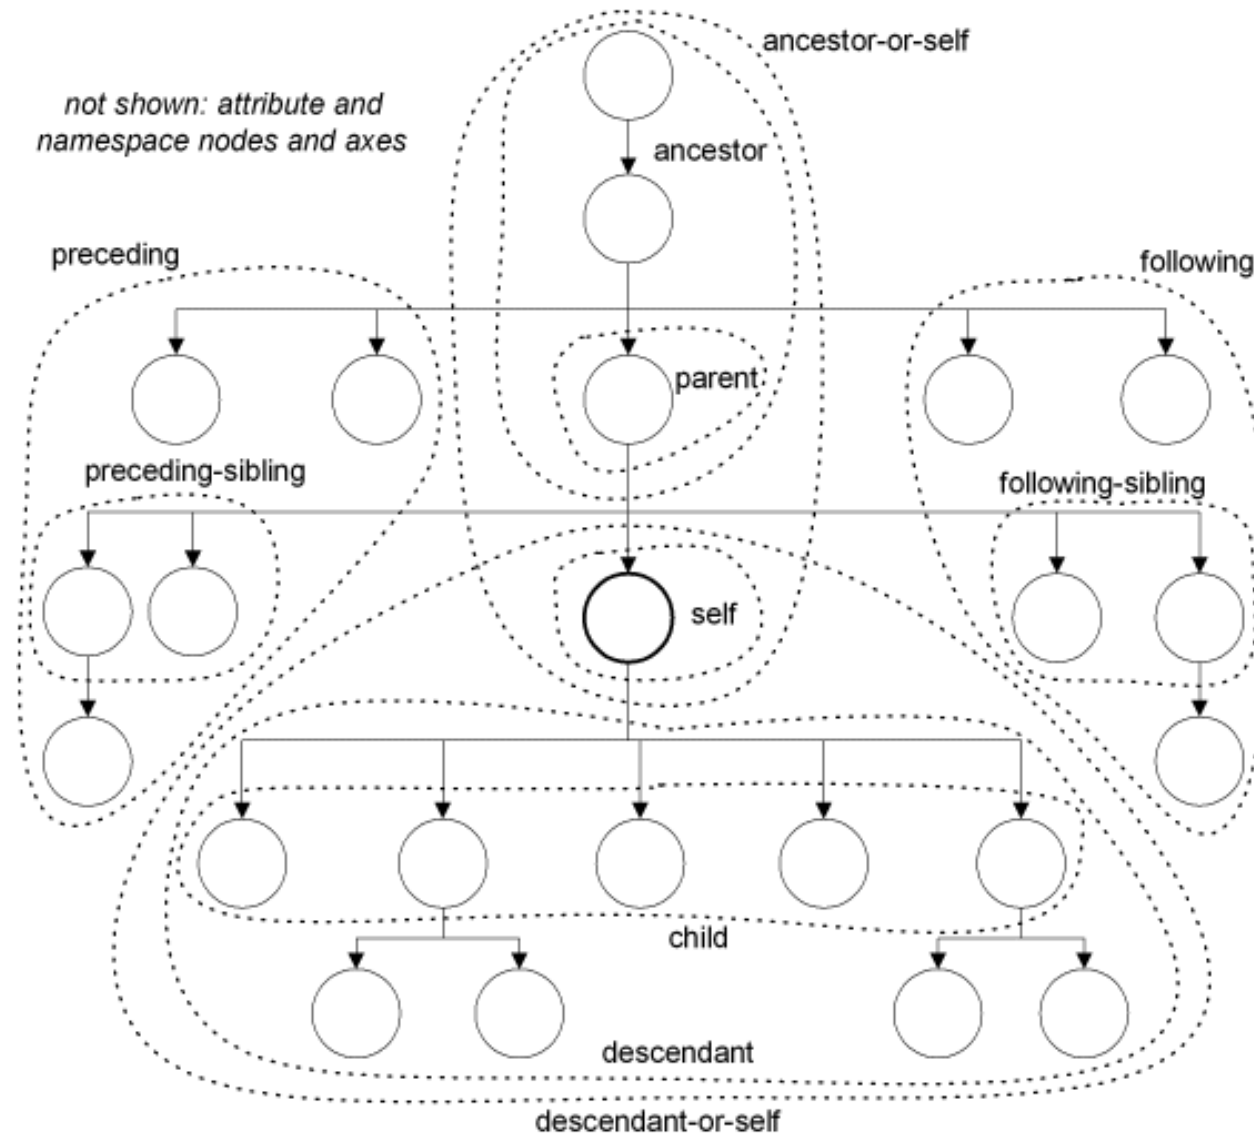 ancestor-or-self
not shown: attribute and
namespace nodes and axes
ancestor
preceding
following
parent
preceding-sibling
following-sibling
self
child
descendant
descendant-or-self